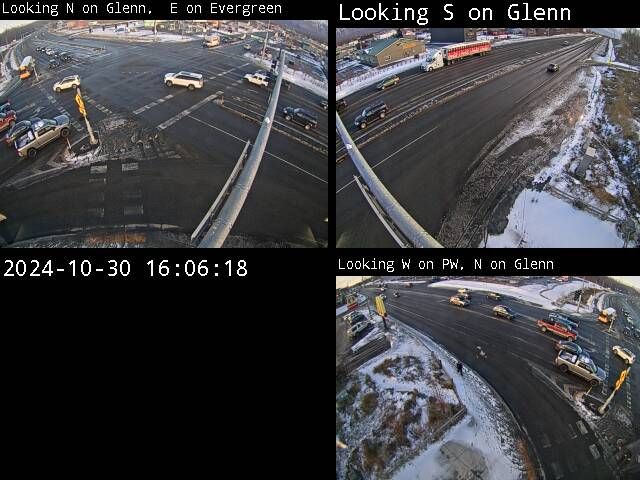 Looking N on Glenn,  E on Evergreen
Looking S on Glenn
2024-10-30 16:06:18
Looking W on PW, N on Glenn